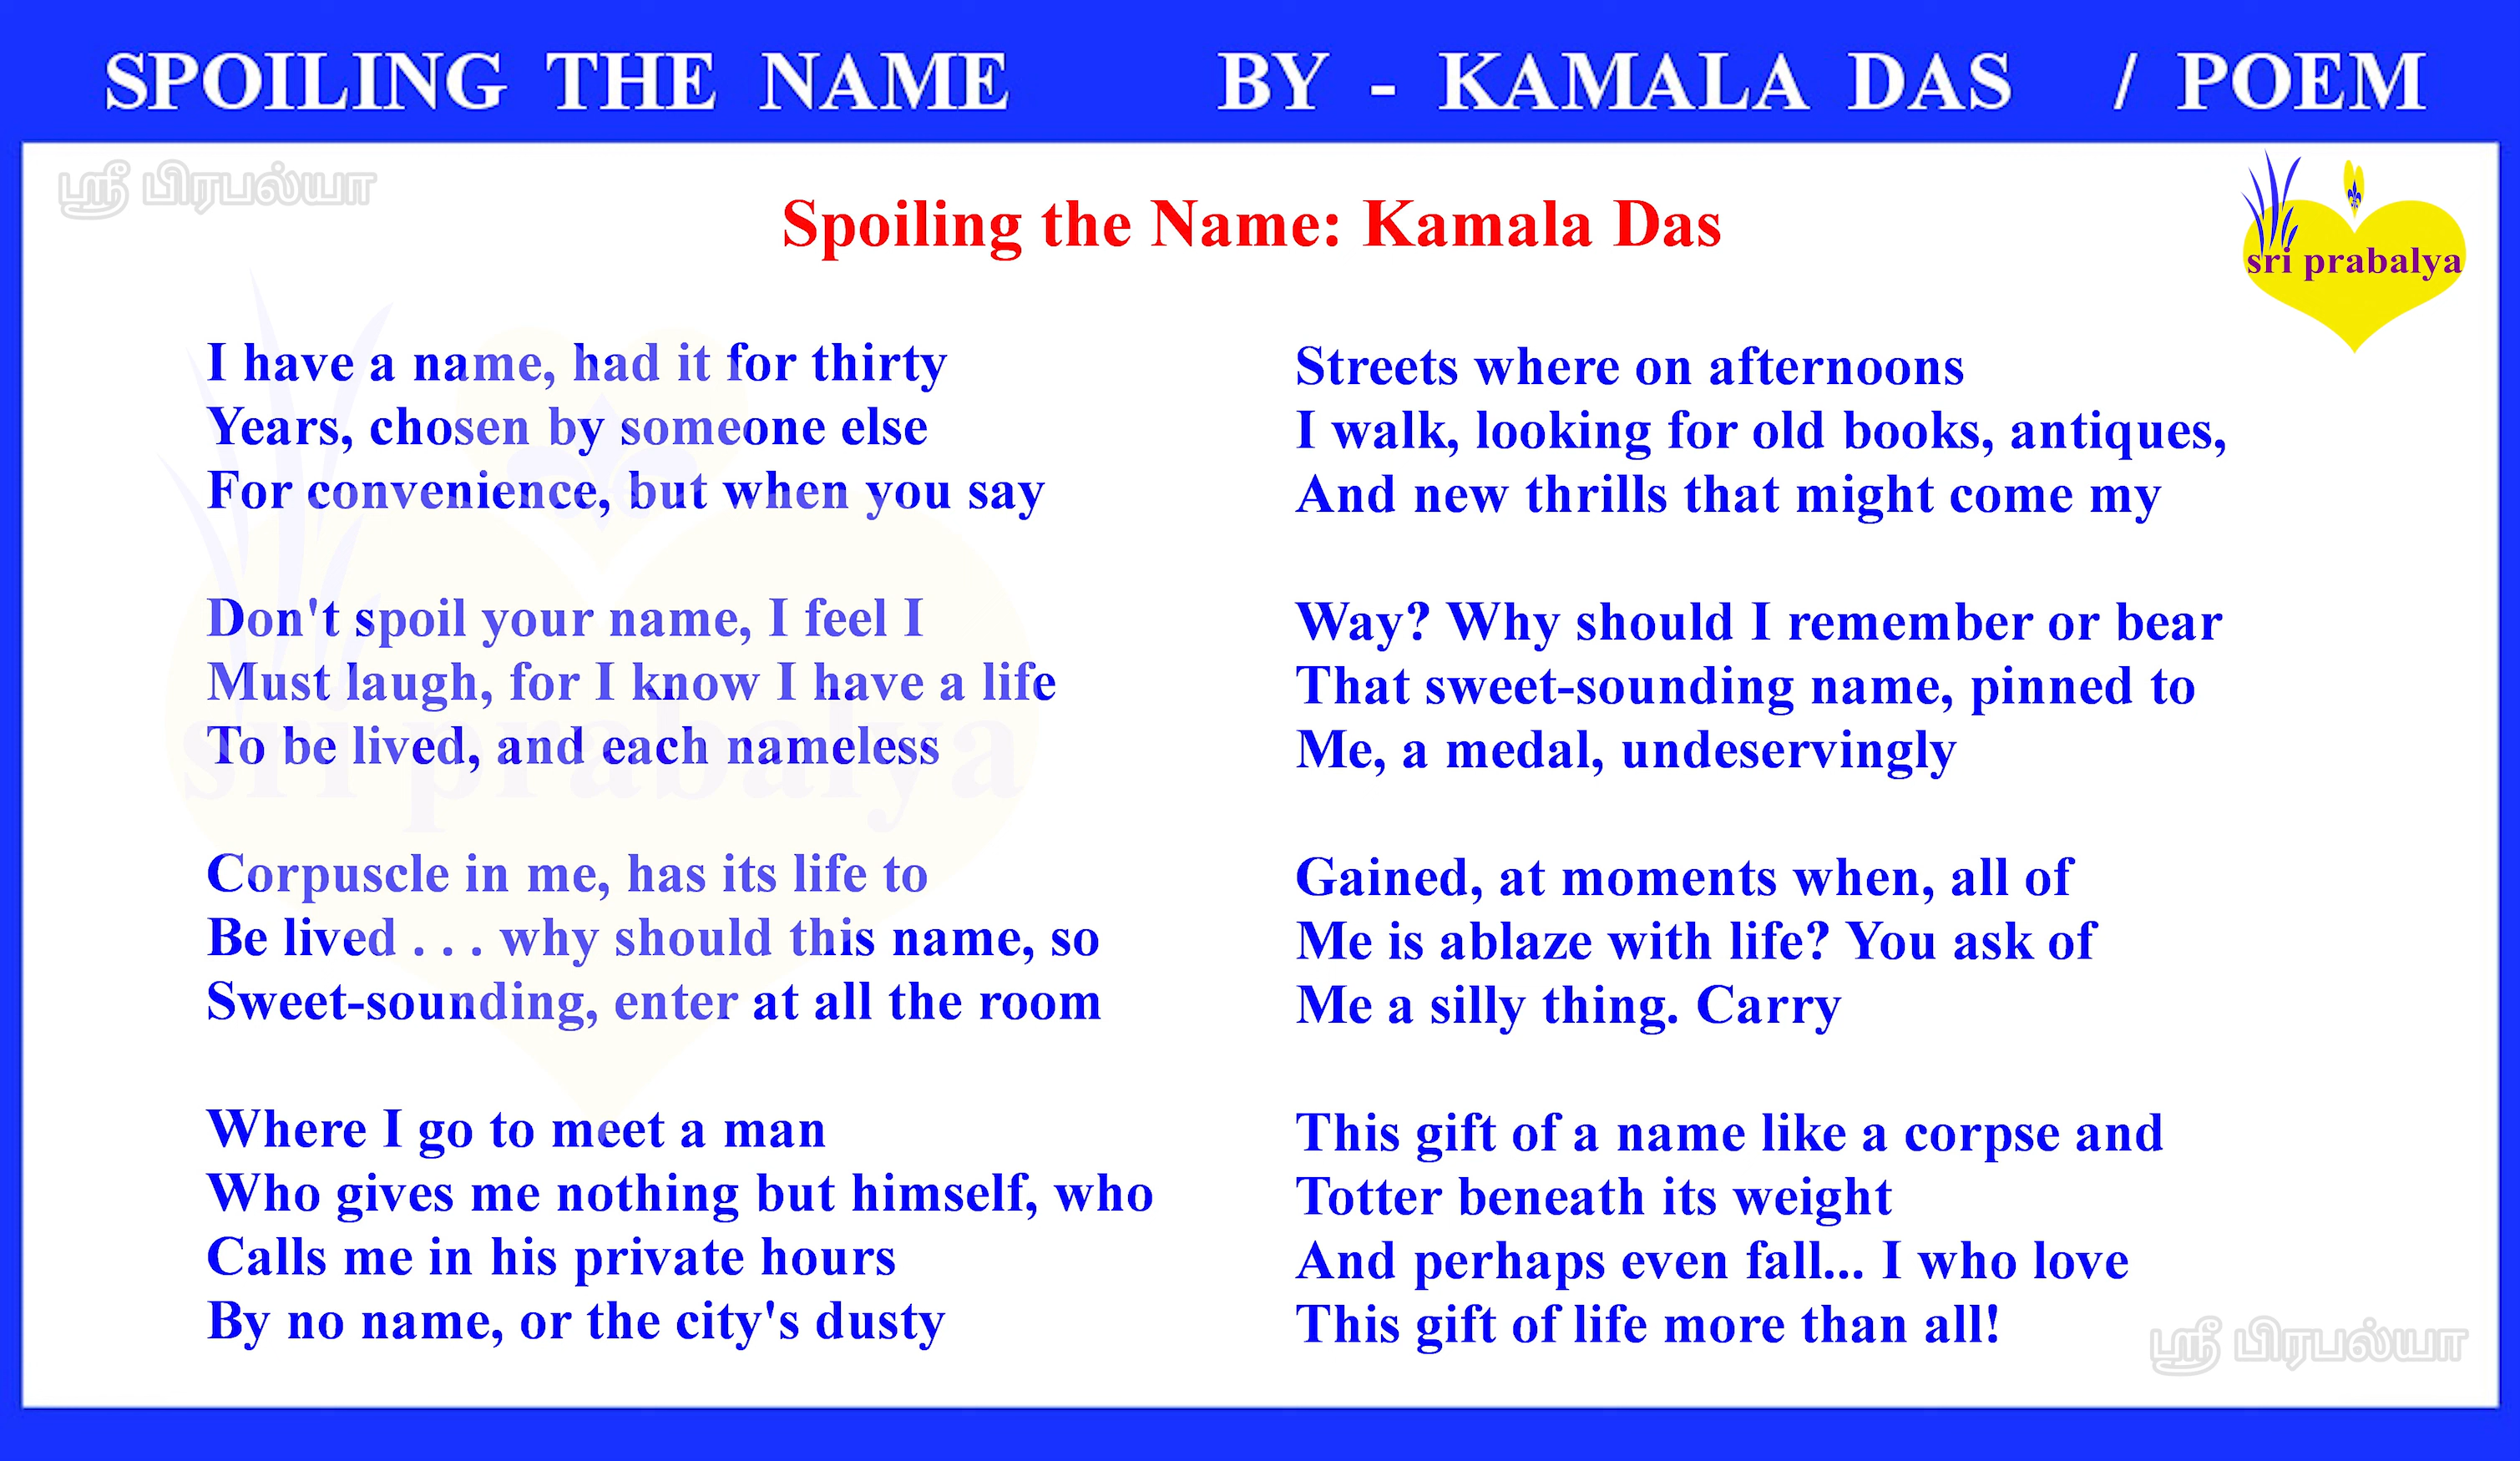 SPOILING THE NAME BY - KAMALA DAS / POEM
ஸ்ரீ பிரபல்யா
Spoiling the Name: Kamala Das
sri prabalya
I have a name, had it for thirty
Years, chosen by someone else
For convenience, but when you say
Don't spoil your name, I feel I
Must laugh, for I know I have a life
To be lived, and each nameless
sri prabalya
Corpuscle in me, has its life to
Be lived . . . why should this name, so
Sweet-sounding, enter at all the room
Where I go to meet a man
Who gives me nothing but himself, who
Calls me in his private hours
By no name, or the city's dusty
Streets where on afternoons
I walk, looking for old books, antiques,
And new thrills that might come my
Way? Why should I remember or bear
That sweet-sounding name, pinned to
Me, a medal, undeservingly
Gained, at moments when, all of
Me is ablaze with life? You ask of
Me a silly thing. Carry
This gift of a name like a corpse and
Totter beneath its weight
And perhaps even fall... I who love
This gift of life more than all!
ஸ்ரீ பிரபல்யா